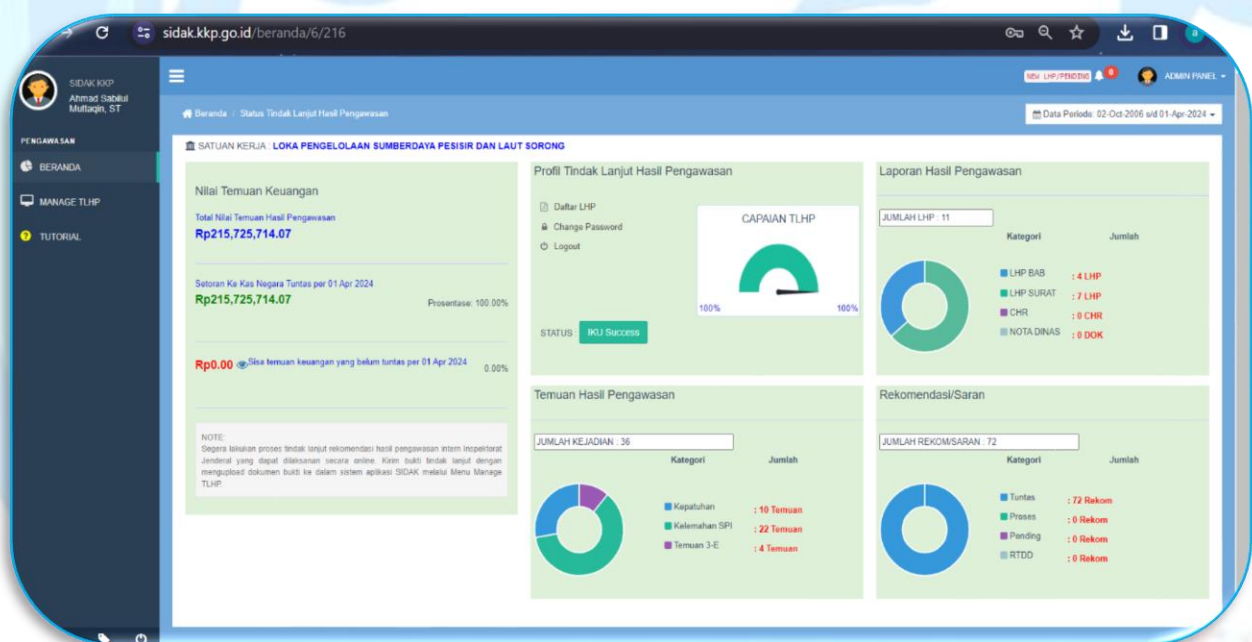 sidak.kkp.go.id/beranda/6/216
SIDAK KKP
Ahmad Sabilul
Muttaqin, ST
PENGAWASAN
BERANDA
MANAGE TLHP
TUTORIAL
NEW LHP/PENDING 0
ADMIN PANEL
Beranda / Status Tindak Lanjut Hasil Pengawasan
Data Periode: 02-Oct-2006 s/d 01-Apr-2024
SATUAN KERJA : LOKA PENGELOLAAN SUMBERDAYA PESISIR DAN LAUT SORONG
Nilai Temuan Keuangan
Total Nilai Temuan Hasil Pengawasan
Rp215,725,714.07
Setoran Ke Kas Negara Tuntas per 01 Apr 2024
Rp215,725,714.07
Prosentase: 100.00%
Rp0.00 Sisa temuan keuangan yang belum tuntas per 01 Apr 2024
0.00%
NOTE:
Segera lakukan proses tindak lanjut rekomendasi hasil pengawasan intern Inspektorat
Jenderal yang dapat dilaksanan secara online. Kirim bukti tindak lanjut dengan
mengupload dokumen bukti ke dalam sistem aplikasi SIDAK melalui Menu Manage
TLHP.
Profil Tindak Lanjut Hasil Pengawasan
Daftar LHP
Change Password
Logout
CAPAIAN TLHP
100%
100%
STATUS : IKU Success
Laporan Hasil Pengawasan
JUMLAH LHP : 11
Kategori Jumlah
LHP BAB : 4 LHP
LHP SURAT : 7 LHP
CHR : 0 CHR
NOTA DINAS : 0 DOK
Temuan Hasil Pengawasan
JUMLAH KEJADIAN : 36
Kategori Jumlah
Kepatuhan : 10 Temuan
Kelemahan SPI : 22 Temuan
Temuan 3-E : 4 Temuan
Rekomendasi/Saran
JUMLAH REKOM/SARAN : 72
Kategori Jumlah
Tuntas : 72 Rekom
Proses : 0 Rekom
Pending : 0 Rekom
RTDD : 0 Rekom